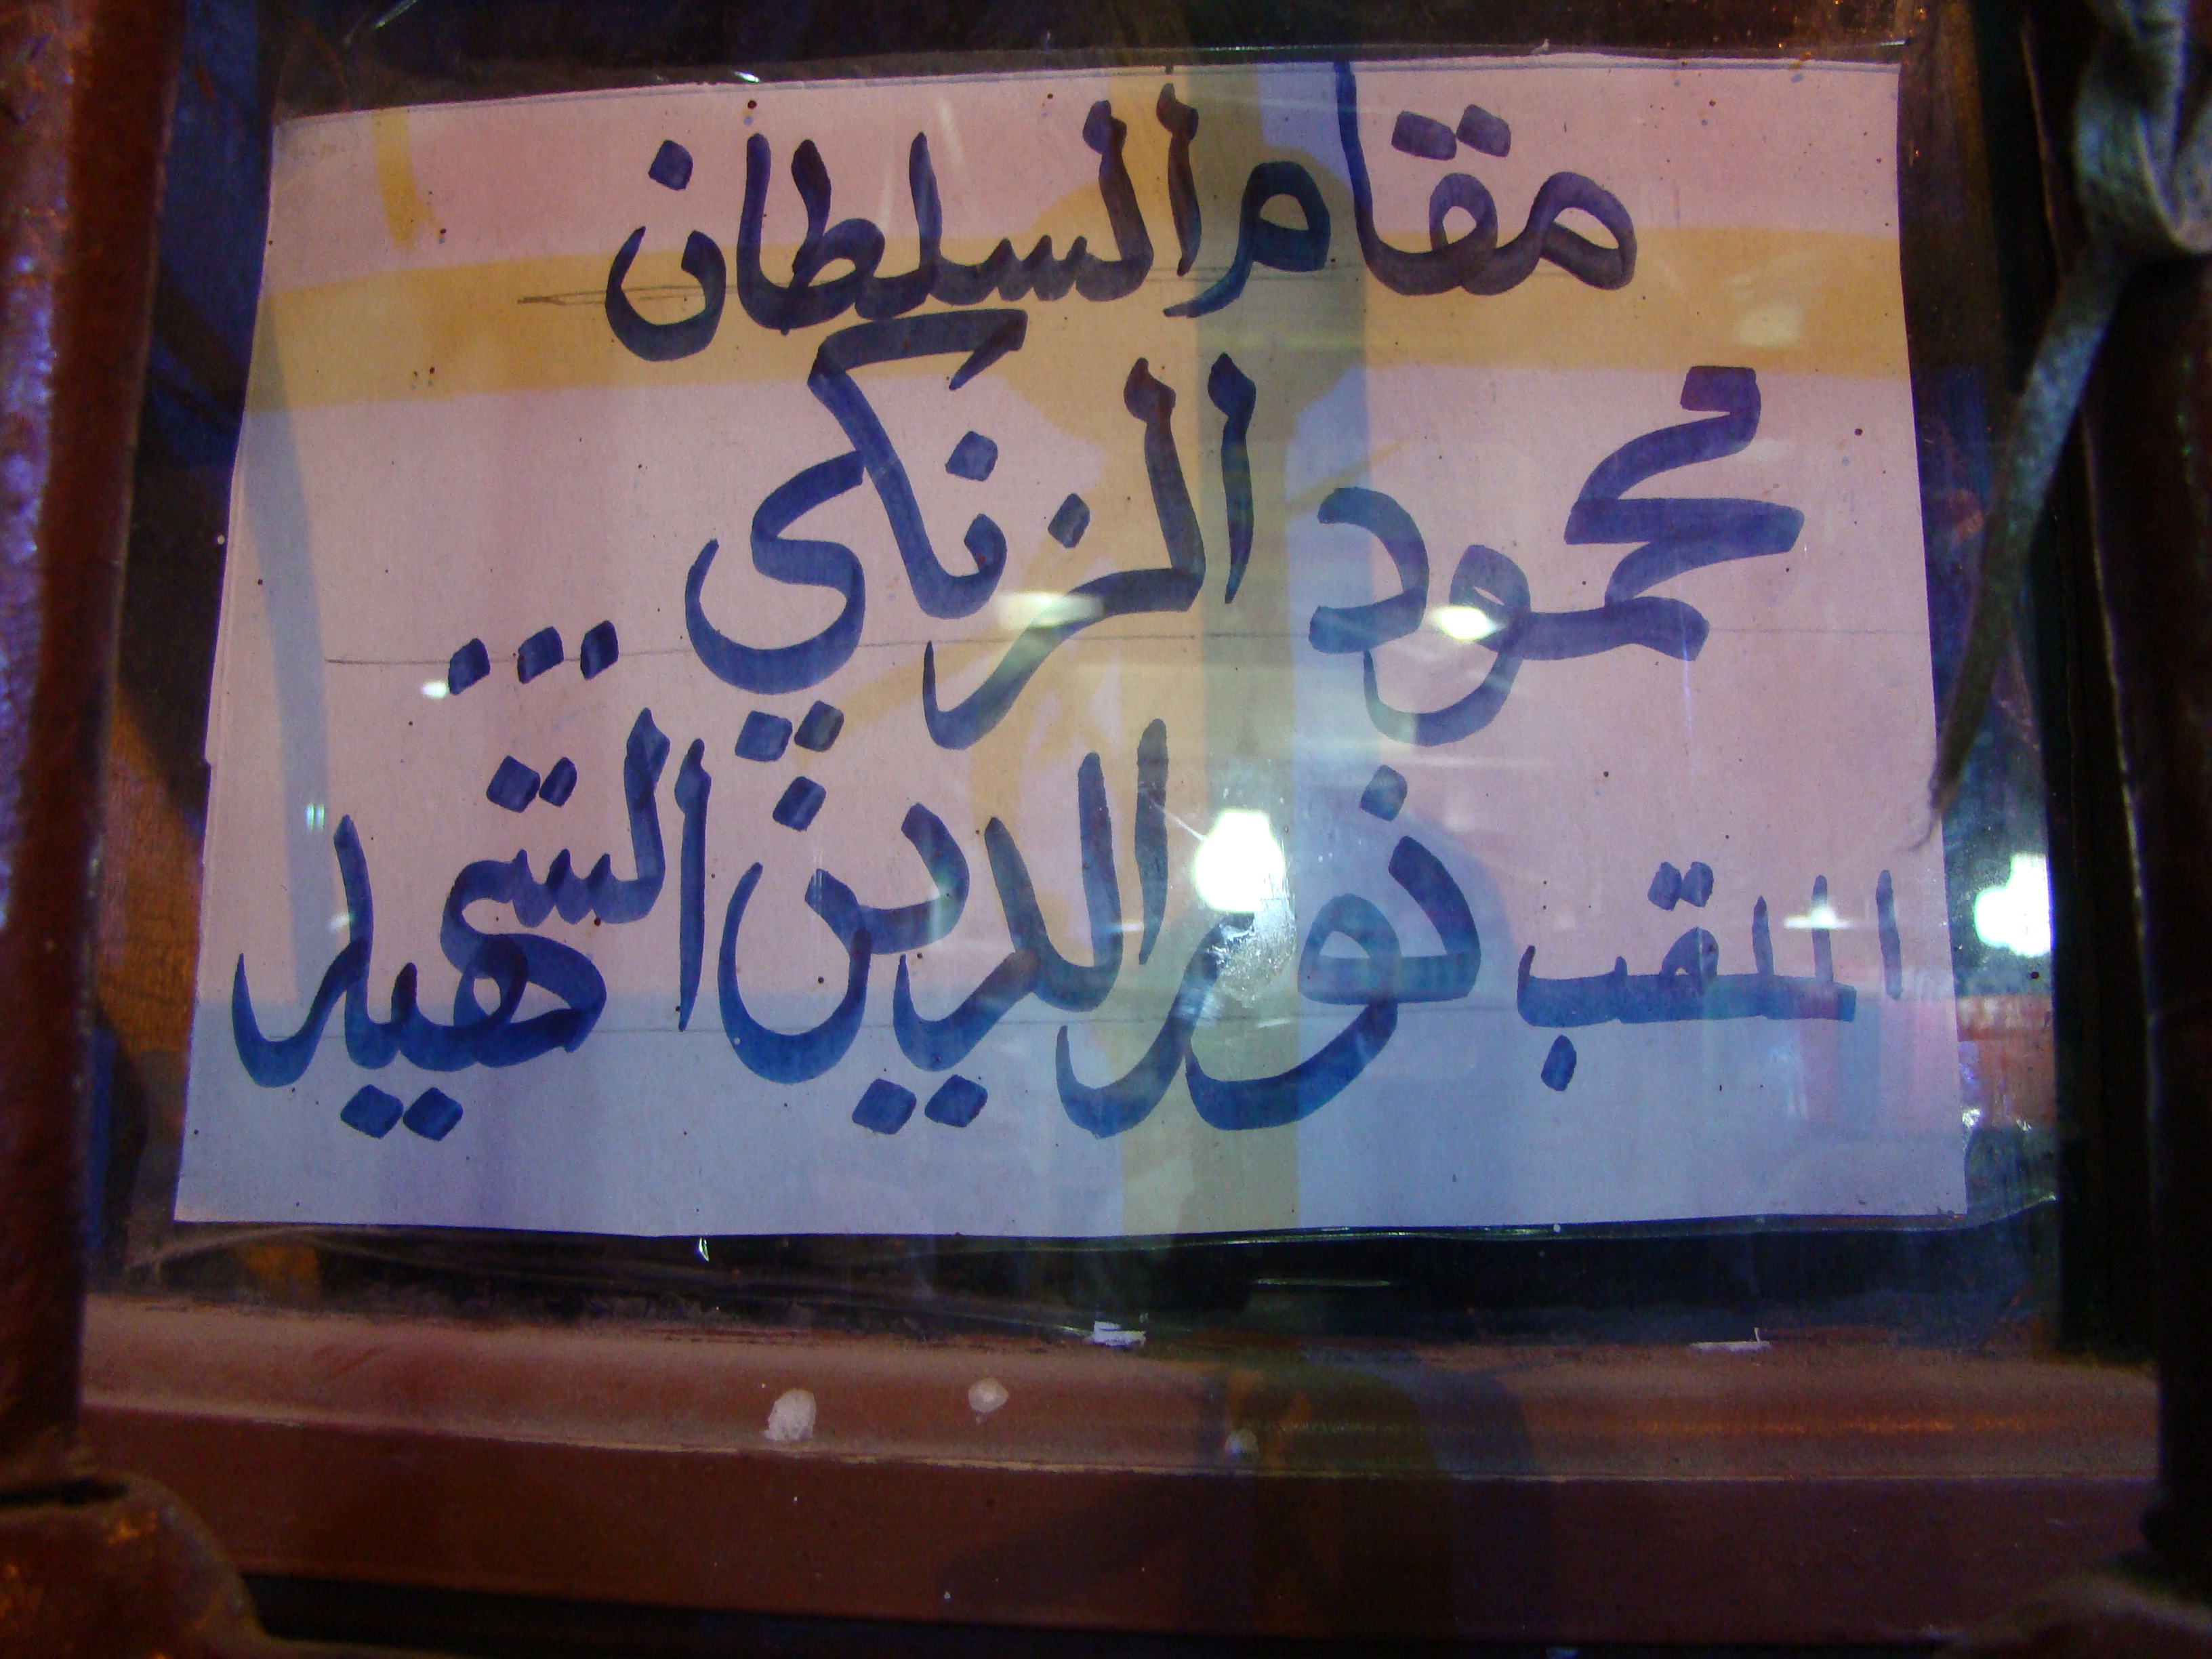 مقام السلطان
محمود الزنكي ...
الملقب نور الدين الشهيد